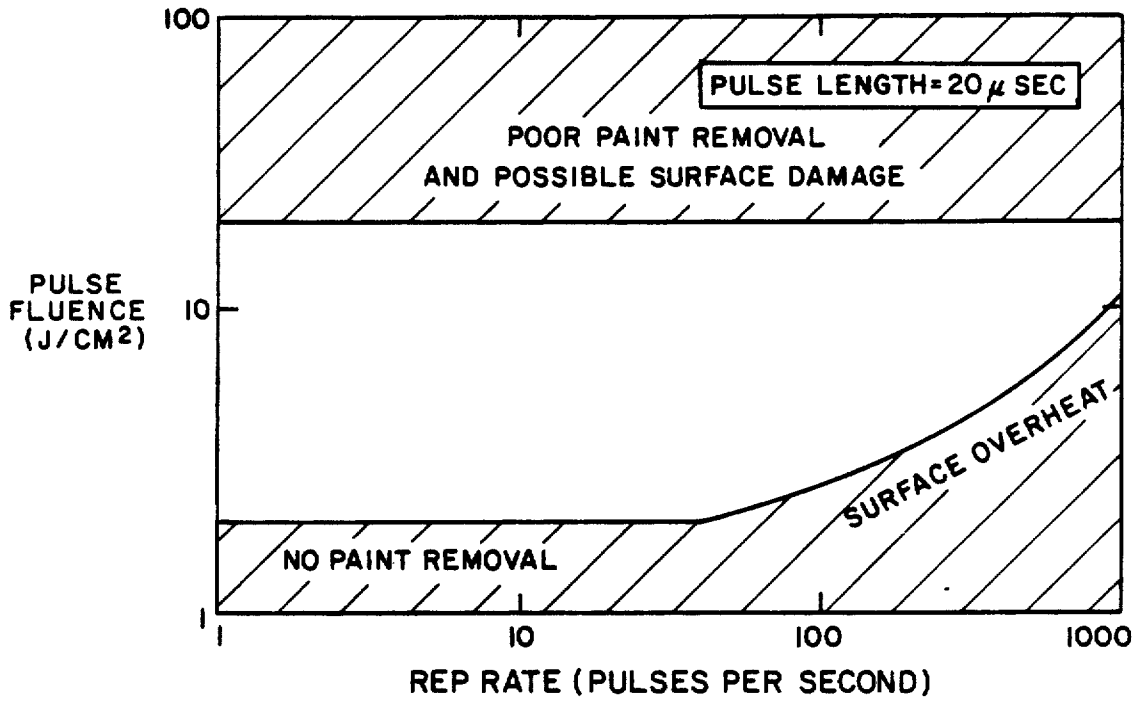 100
PULSE LENGTH = 20 μ SEC
POOR PAINT REMOVAL
AND POSSIBLE SURFACE DAMAGE
PULSE
FLUENCE
(J/CM²)
10
SURFACE OVERHEAT
NO PAINT REMOVAL
1
1 10 100 1000
REP RATE (PULSES PER SECOND)